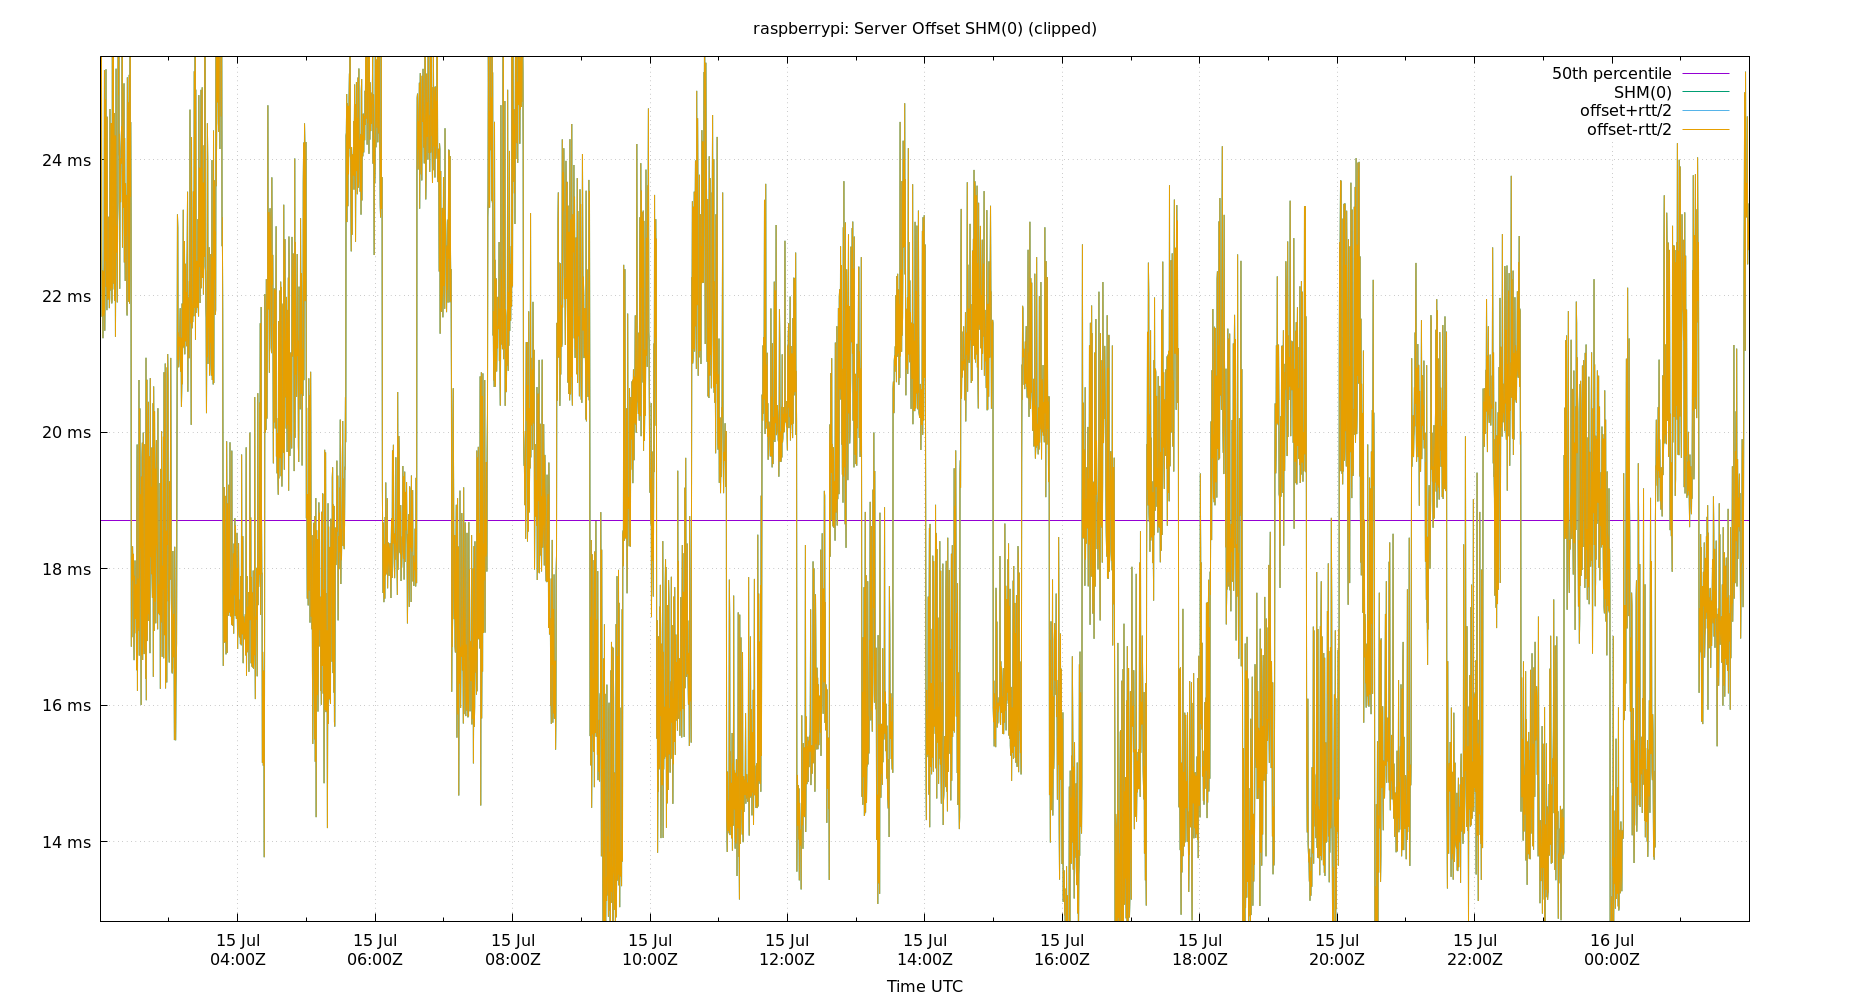 raspberrypi: Server Offset SHM(0) (clipped)
50th percentile
SHM(0)
offset+rtt/2
offset-rtt/2
24 ms
22 ms
20 ms
18 ms
16 ms
14 ms
15 Jul 15 Jul 15 Jul 15 Jul 15 Jul 15 Jul 15 Jul 15 Jul 15 Jul 15 Jul 16 Jul
04:00Z 06:00Z 08:00Z 10:00Z 12:00Z 14:00Z 16:00Z 18:00Z 20:00Z 22:00Z 00:00Z
Time UTC